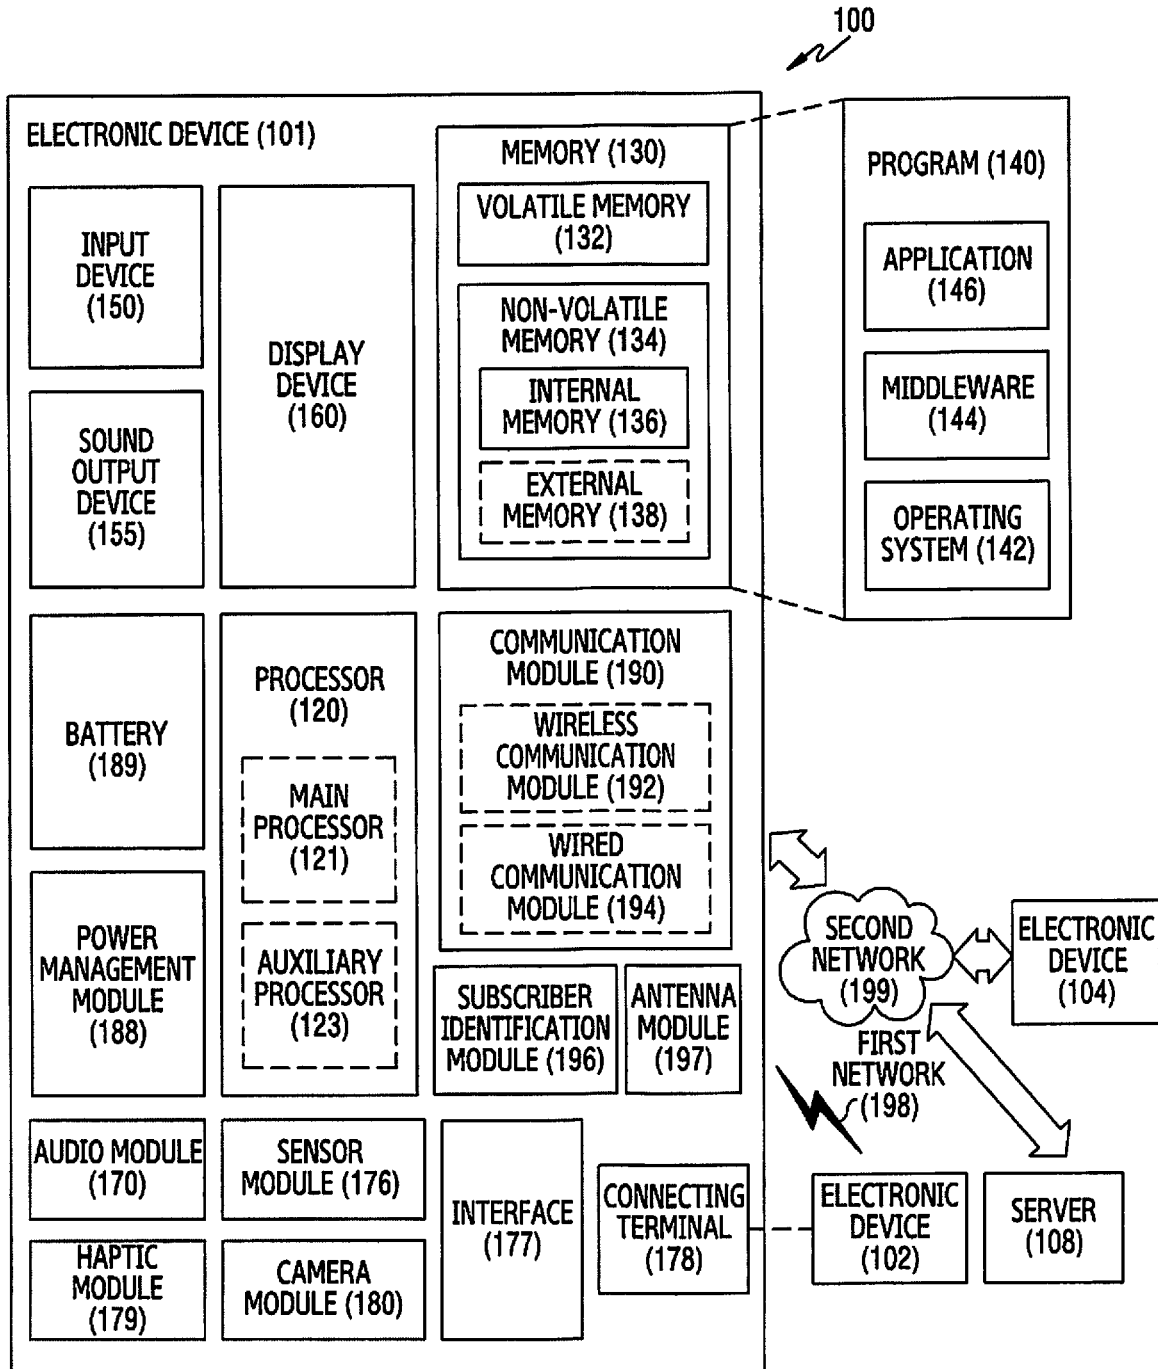 100
ELECTRONIC DEVICE (101)
INPUT
DEVICE
(150)
SOUND
OUTPUT
DEVICE
(155)
DISPLAY
DEVICE
(160)
MEMORY (130)
VOLATILE MEMORY
(132)
NON-VOLATILE
MEMORY (134)
INTERNAL
MEMORY (136)
EXTERNAL
MEMORY (138)
PROGRAM (140)
APPLICATION
(146)
MIDDLEWARE
(144)
OPERATING
SYSTEM (142)
BATTERY
(189)
POWER
MANAGEMENT
MODULE
(188)
PROCESSOR
(120)
MAIN
PROCESSOR
(121)
AUXILIARY
PROCESSOR
(123)
COMMUNICATION
MODULE (190)
WIRELESS
COMMUNICATION
MODULE (192)
WIRED
COMMUNICATION
MODULE (194)
SUBSCRIBER
IDENTIFICATION
MODULE (196)
ANTENNA
MODULE
(197)
SECOND
NETWORK
(199)
ELECTRONIC
DEVICE
(104)
FIRST
NETWORK
(198)
AUDIO MODULE
(170)
SENSOR
MODULE (176)
HAPTIC
MODULE
(179)
CAMERA
MODULE (180)
INTERFACE
(177)
CONNECTING
TERMINAL
(178)
ELECTRONIC
DEVICE
(102)
SERVER
(108)